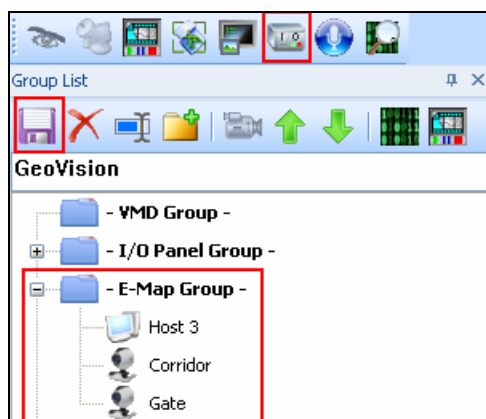 I/O
Group List
GeoVision
- VMD Group -
- I/O Panel Group -
- E-Map Group -
Host 3
Corridor
Gate